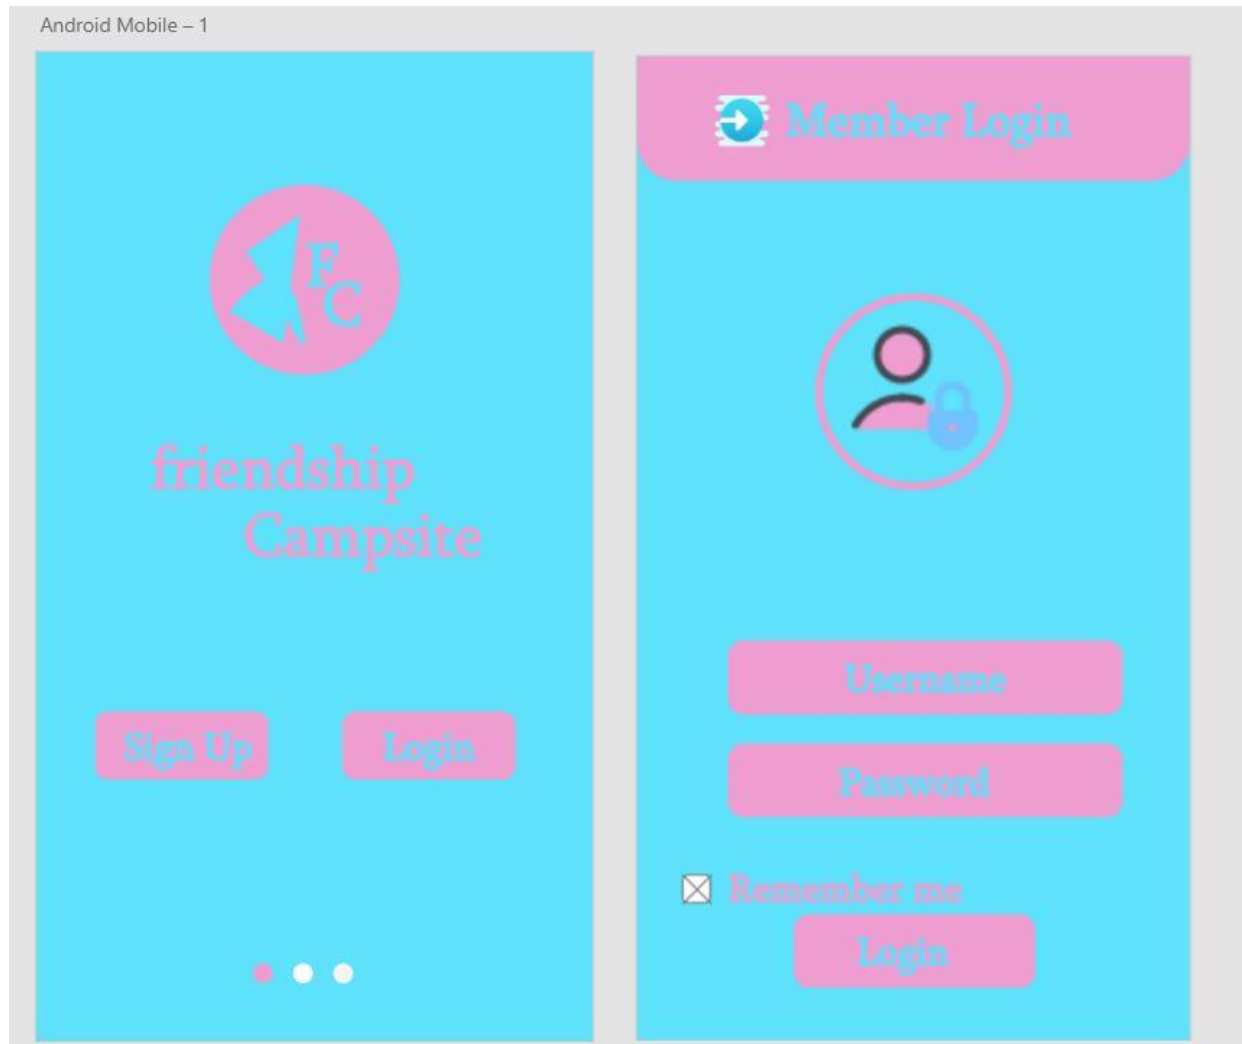 Android Mobile – 1
F
C
friendship
Campsite
Sign Up
Login
Member Login
Username
Password
Remember me
Login